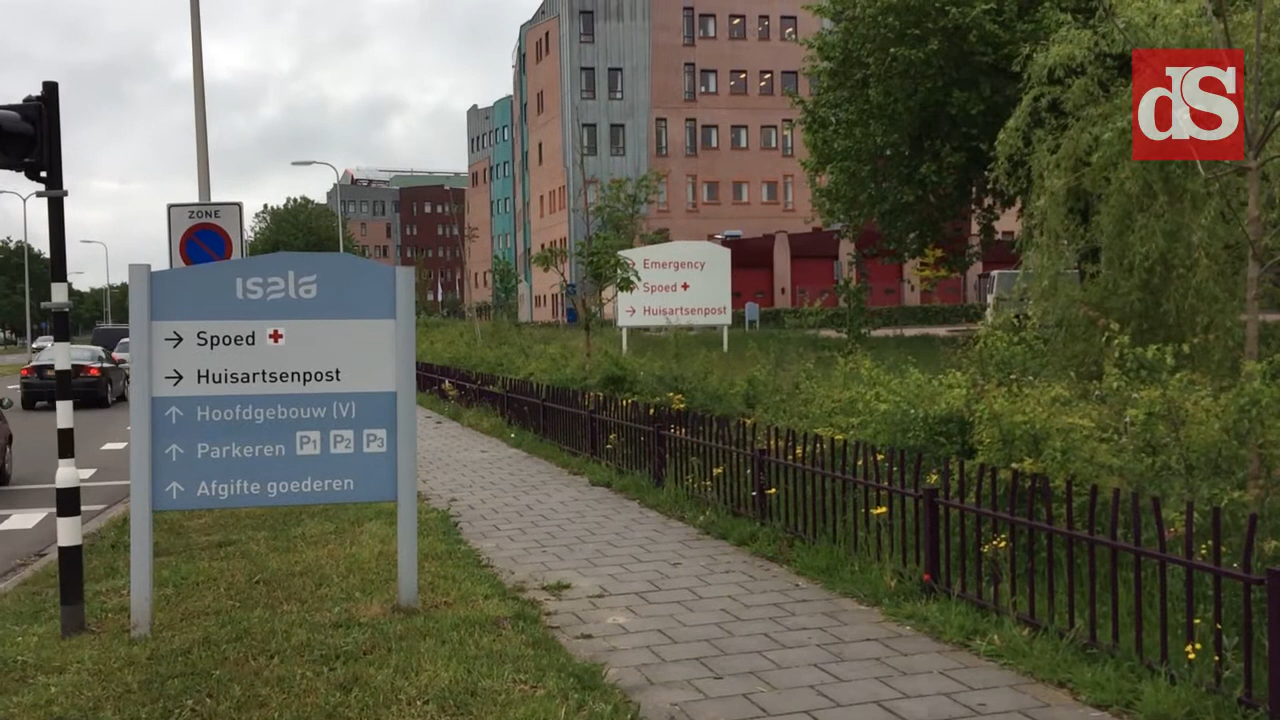 dS
ZONE
isala
→ Spoed
→ Huisartsenpost
↑ Hoofdgebouw (V)
↑ Parkeren P1 P2 P3
↑ Afgifte goederen
→ Emergency
→ Spoed
→ Huisartsenpost